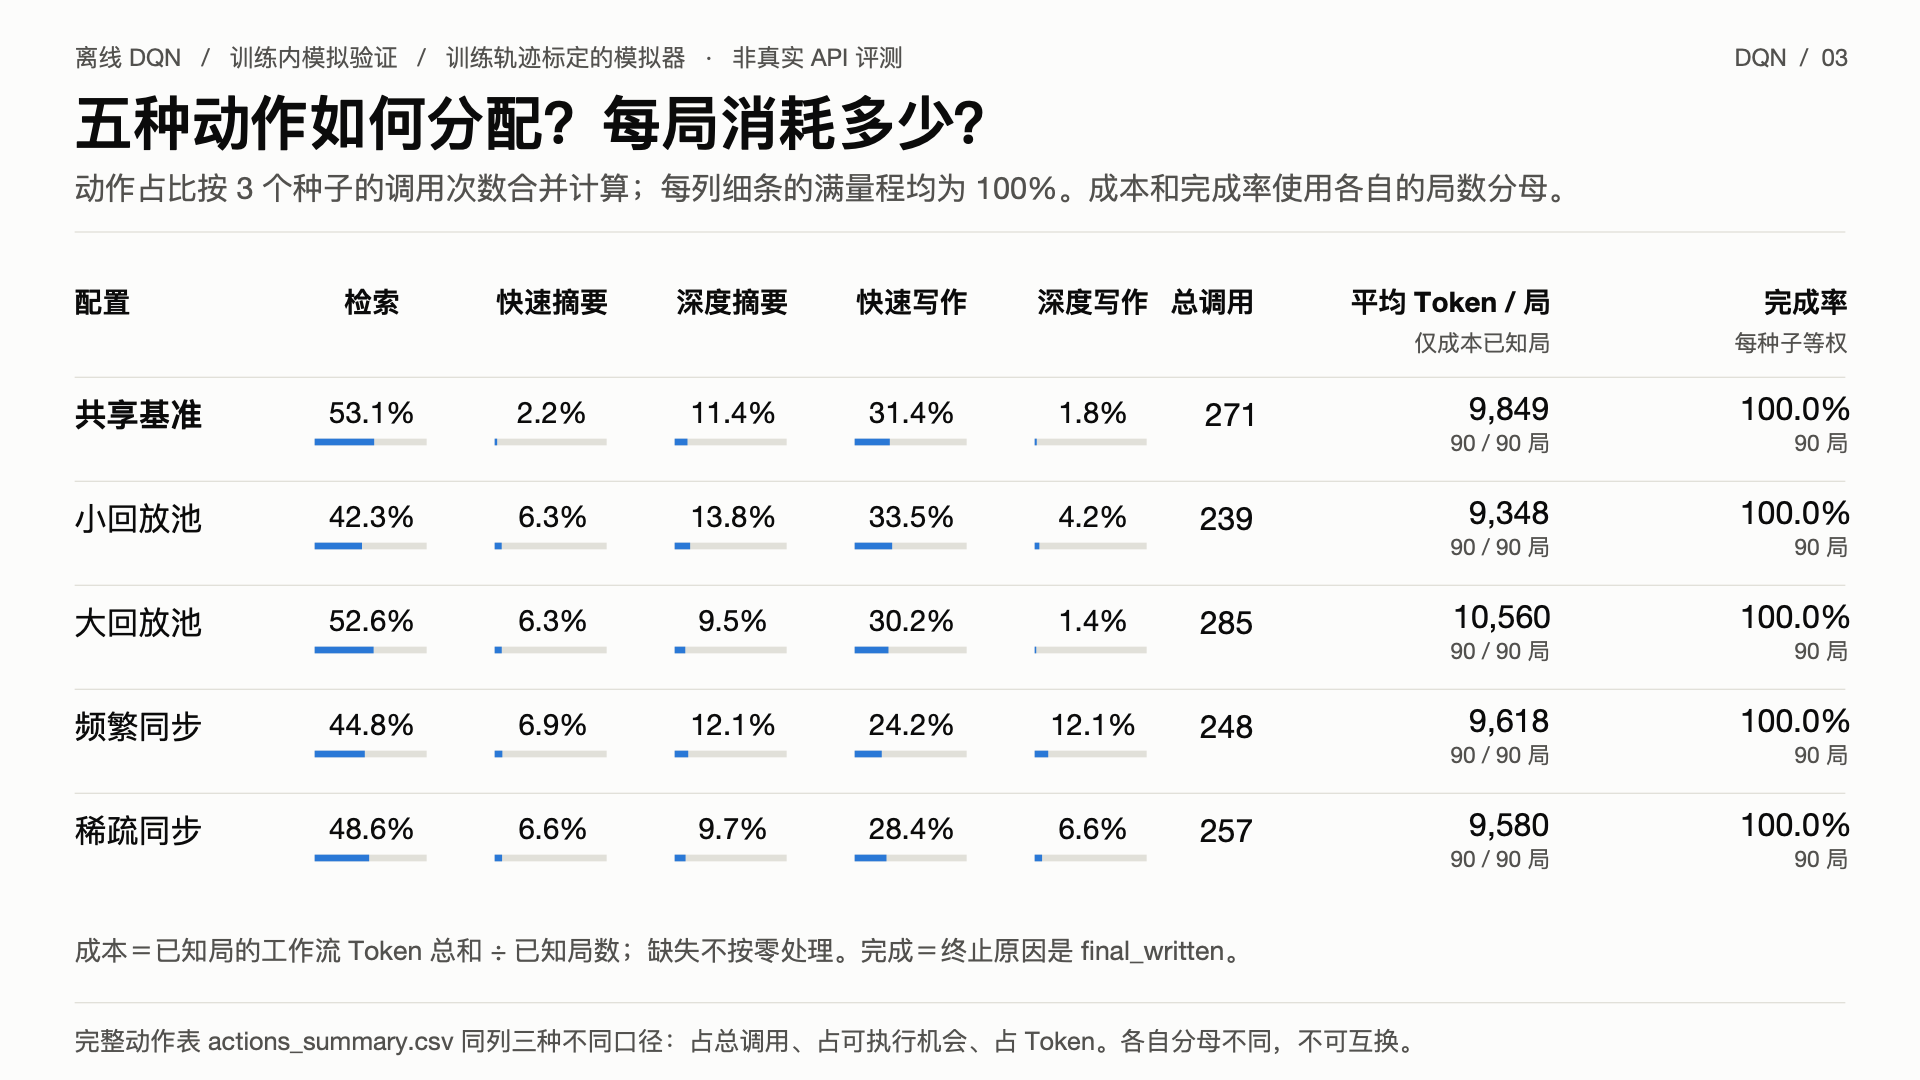 离线 DQN / 训练内模拟验证 / 训练轨迹标定的模拟器 · 非真实 API 评测
DQN / 03
五种动作如何分配？每局消耗多少？
动作占比按 3 个种子的调用次数合并计算；每列细条的满量程均为 100%。成本和完成率使用各自的局数分母。
配置 检索 快速摘要 深度摘要 快速写作 深度写作 总调用 平均 Token / 局 完成率
仅成本已知局 每种子等权
共享基准 53.1% 2.2% 11.4% 31.4% 1.8% 271 9,849 100.0%
90 / 90 局 90 局
小回放池 42.3% 6.3% 13.8% 33.5% 4.2% 239 9,348 100.0%
90 / 90 局 90 局
大回放池 52.6% 6.3% 9.5% 30.2% 1.4% 285 10,560 100.0%
90 / 90 局 90 局
频繁同步 44.8% 6.9% 12.1% 24.2% 12.1% 248 9,618 100.0%
90 / 90 局 90 局
稀疏同步 48.6% 6.6% 9.7% 28.4% 6.6% 257 9,580 100.0%
90 / 90 局 90 局
成本＝已知局的工作流 Token 总和 ÷ 已知局数；缺失不按零处理。完成＝终止原因是 final_written。
完整动作表 actions_summary.csv 同列三种不同口径：占总调用、占可执行机会、占 Token。各自分母不同，不可互换。